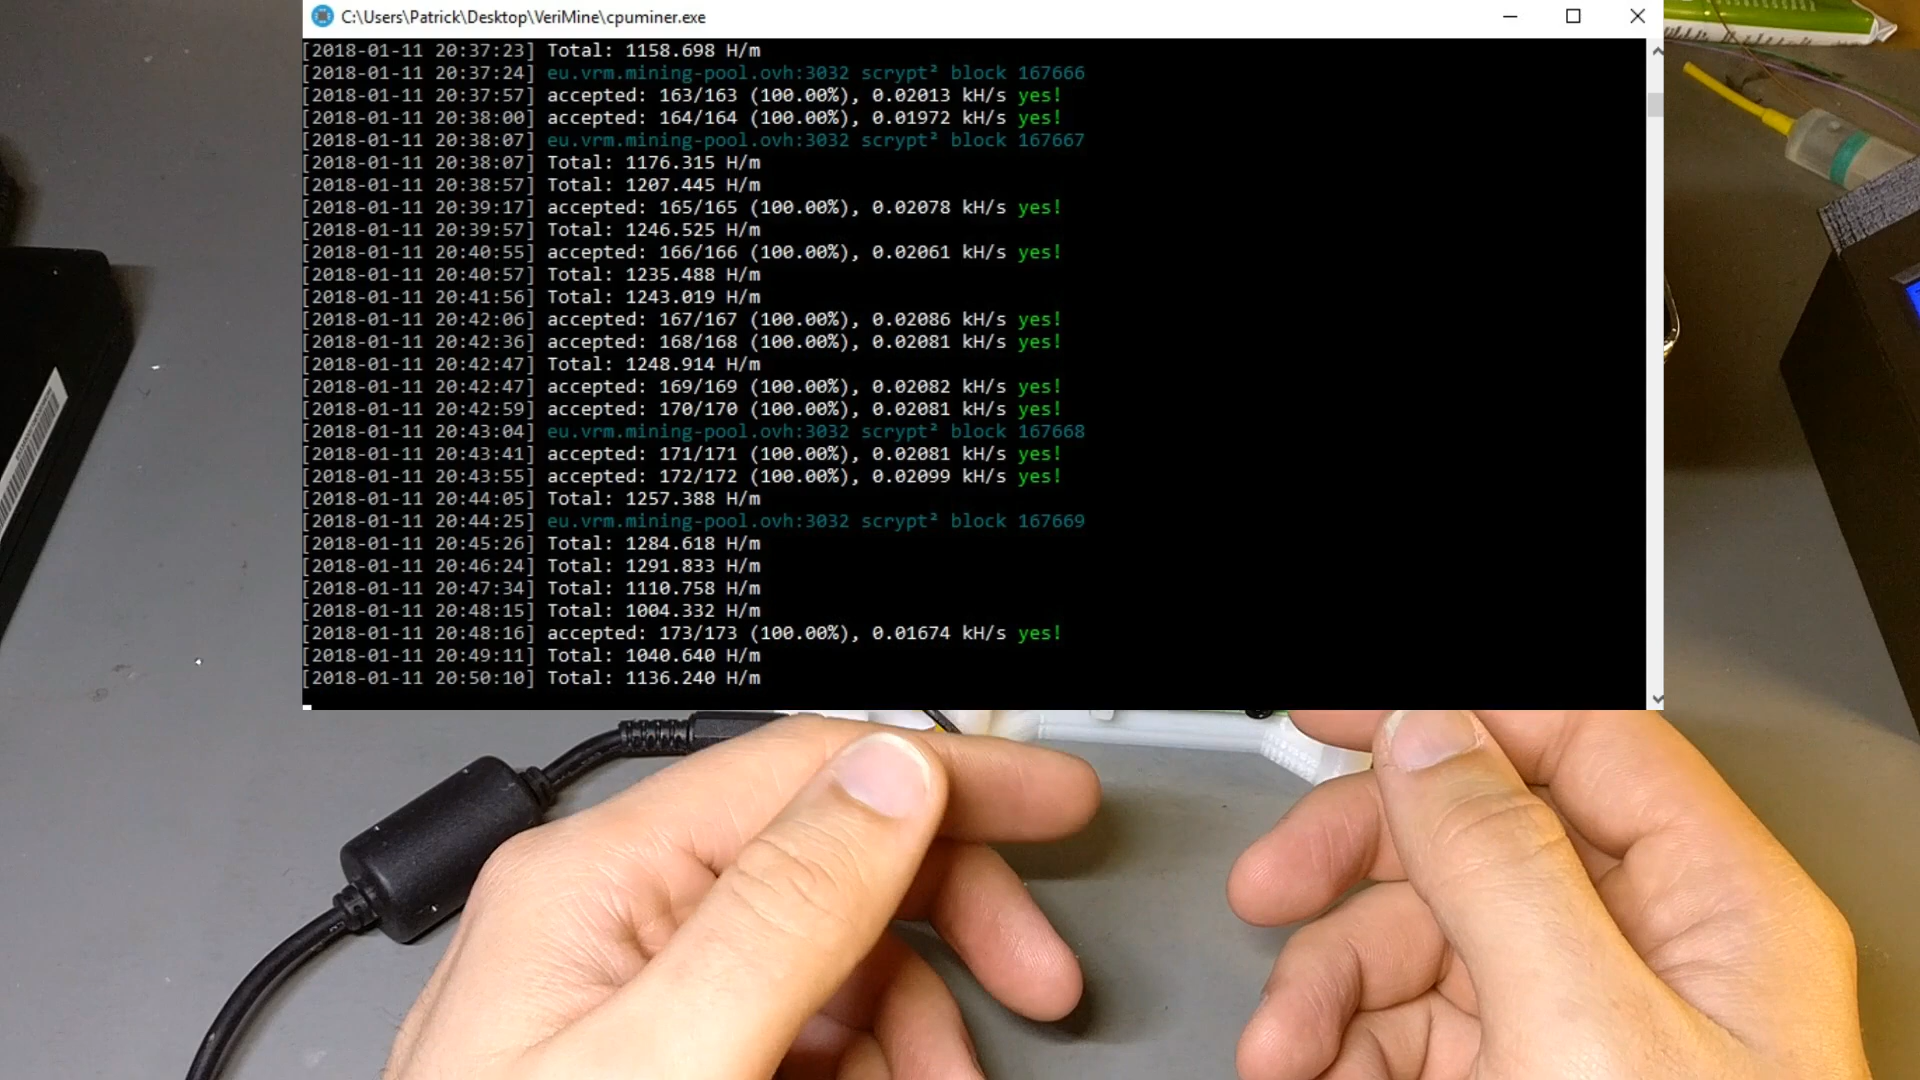 C:\Users\Patrick\Desktop\VeriMine\cpuminer.exe
[2018-01-11 20:37:23] Total: 1158.698 H/m
[2018-01-11 20:37:24] eu.vrm.mining-pool.ovh:3032 scrypt² block 167666
[2018-01-11 20:37:57] accepted: 163/163 (100.00%), 0.02013 kH/s yes!
[2018-01-11 20:38:00] accepted: 164/164 (100.00%), 0.01972 kH/s yes!
[2018-01-11 20:38:07] eu.vrm.mining-pool.ovh:3032 scrypt² block 167667
[2018-01-11 20:38:07] Total: 1176.315 H/m
[2018-01-11 20:38:57] Total: 1207.445 H/m
[2018-01-11 20:39:17] accepted: 165/165 (100.00%), 0.02078 kH/s yes!
[2018-01-11 20:39:57] Total: 1246.525 H/m
[2018-01-11 20:40:55] accepted: 166/166 (100.00%), 0.02061 kH/s yes!
[2018-01-11 20:40:57] Total: 1235.488 H/m
[2018-01-11 20:41:56] Total: 1243.019 H/m
[2018-01-11 20:42:06] accepted: 167/167 (100.00%), 0.02086 kH/s yes!
[2018-01-11 20:42:36] accepted: 168/168 (100.00%), 0.02081 kH/s yes!
[2018-01-11 20:42:47] Total: 1248.914 H/m
[2018-01-11 20:42:47] accepted: 169/169 (100.00%), 0.02082 kH/s yes!
[2018-01-11 20:42:59] accepted: 170/170 (100.00%), 0.02081 kH/s yes!
[2018-01-11 20:43:04] eu.vrm.mining-pool.ovh:3032 scrypt² block 167668
[2018-01-11 20:43:41] accepted: 171/171 (100.00%), 0.02081 kH/s yes!
[2018-01-11 20:43:55] accepted: 172/172 (100.00%), 0.02099 kH/s yes!
[2018-01-11 20:44:05] Total: 1257.388 H/m
[2018-01-11 20:44:25] eu.vrm.mining-pool.ovh:3032 scrypt² block 167669
[2018-01-11 20:45:26] Total: 1284.618 H/m
[2018-01-11 20:46:24] Total: 1291.833 H/m
[2018-01-11 20:47:34] Total: 1110.758 H/m
[2018-01-11 20:48:15] Total: 1004.332 H/m
[2018-01-11 20:48:16] accepted: 173/173 (100.00%), 0.01674 kH/s yes!
[2018-01-11 20:49:11] Total: 1040.640 H/m
[2018-01-11 20:50:10] Total: 1136.240 H/m